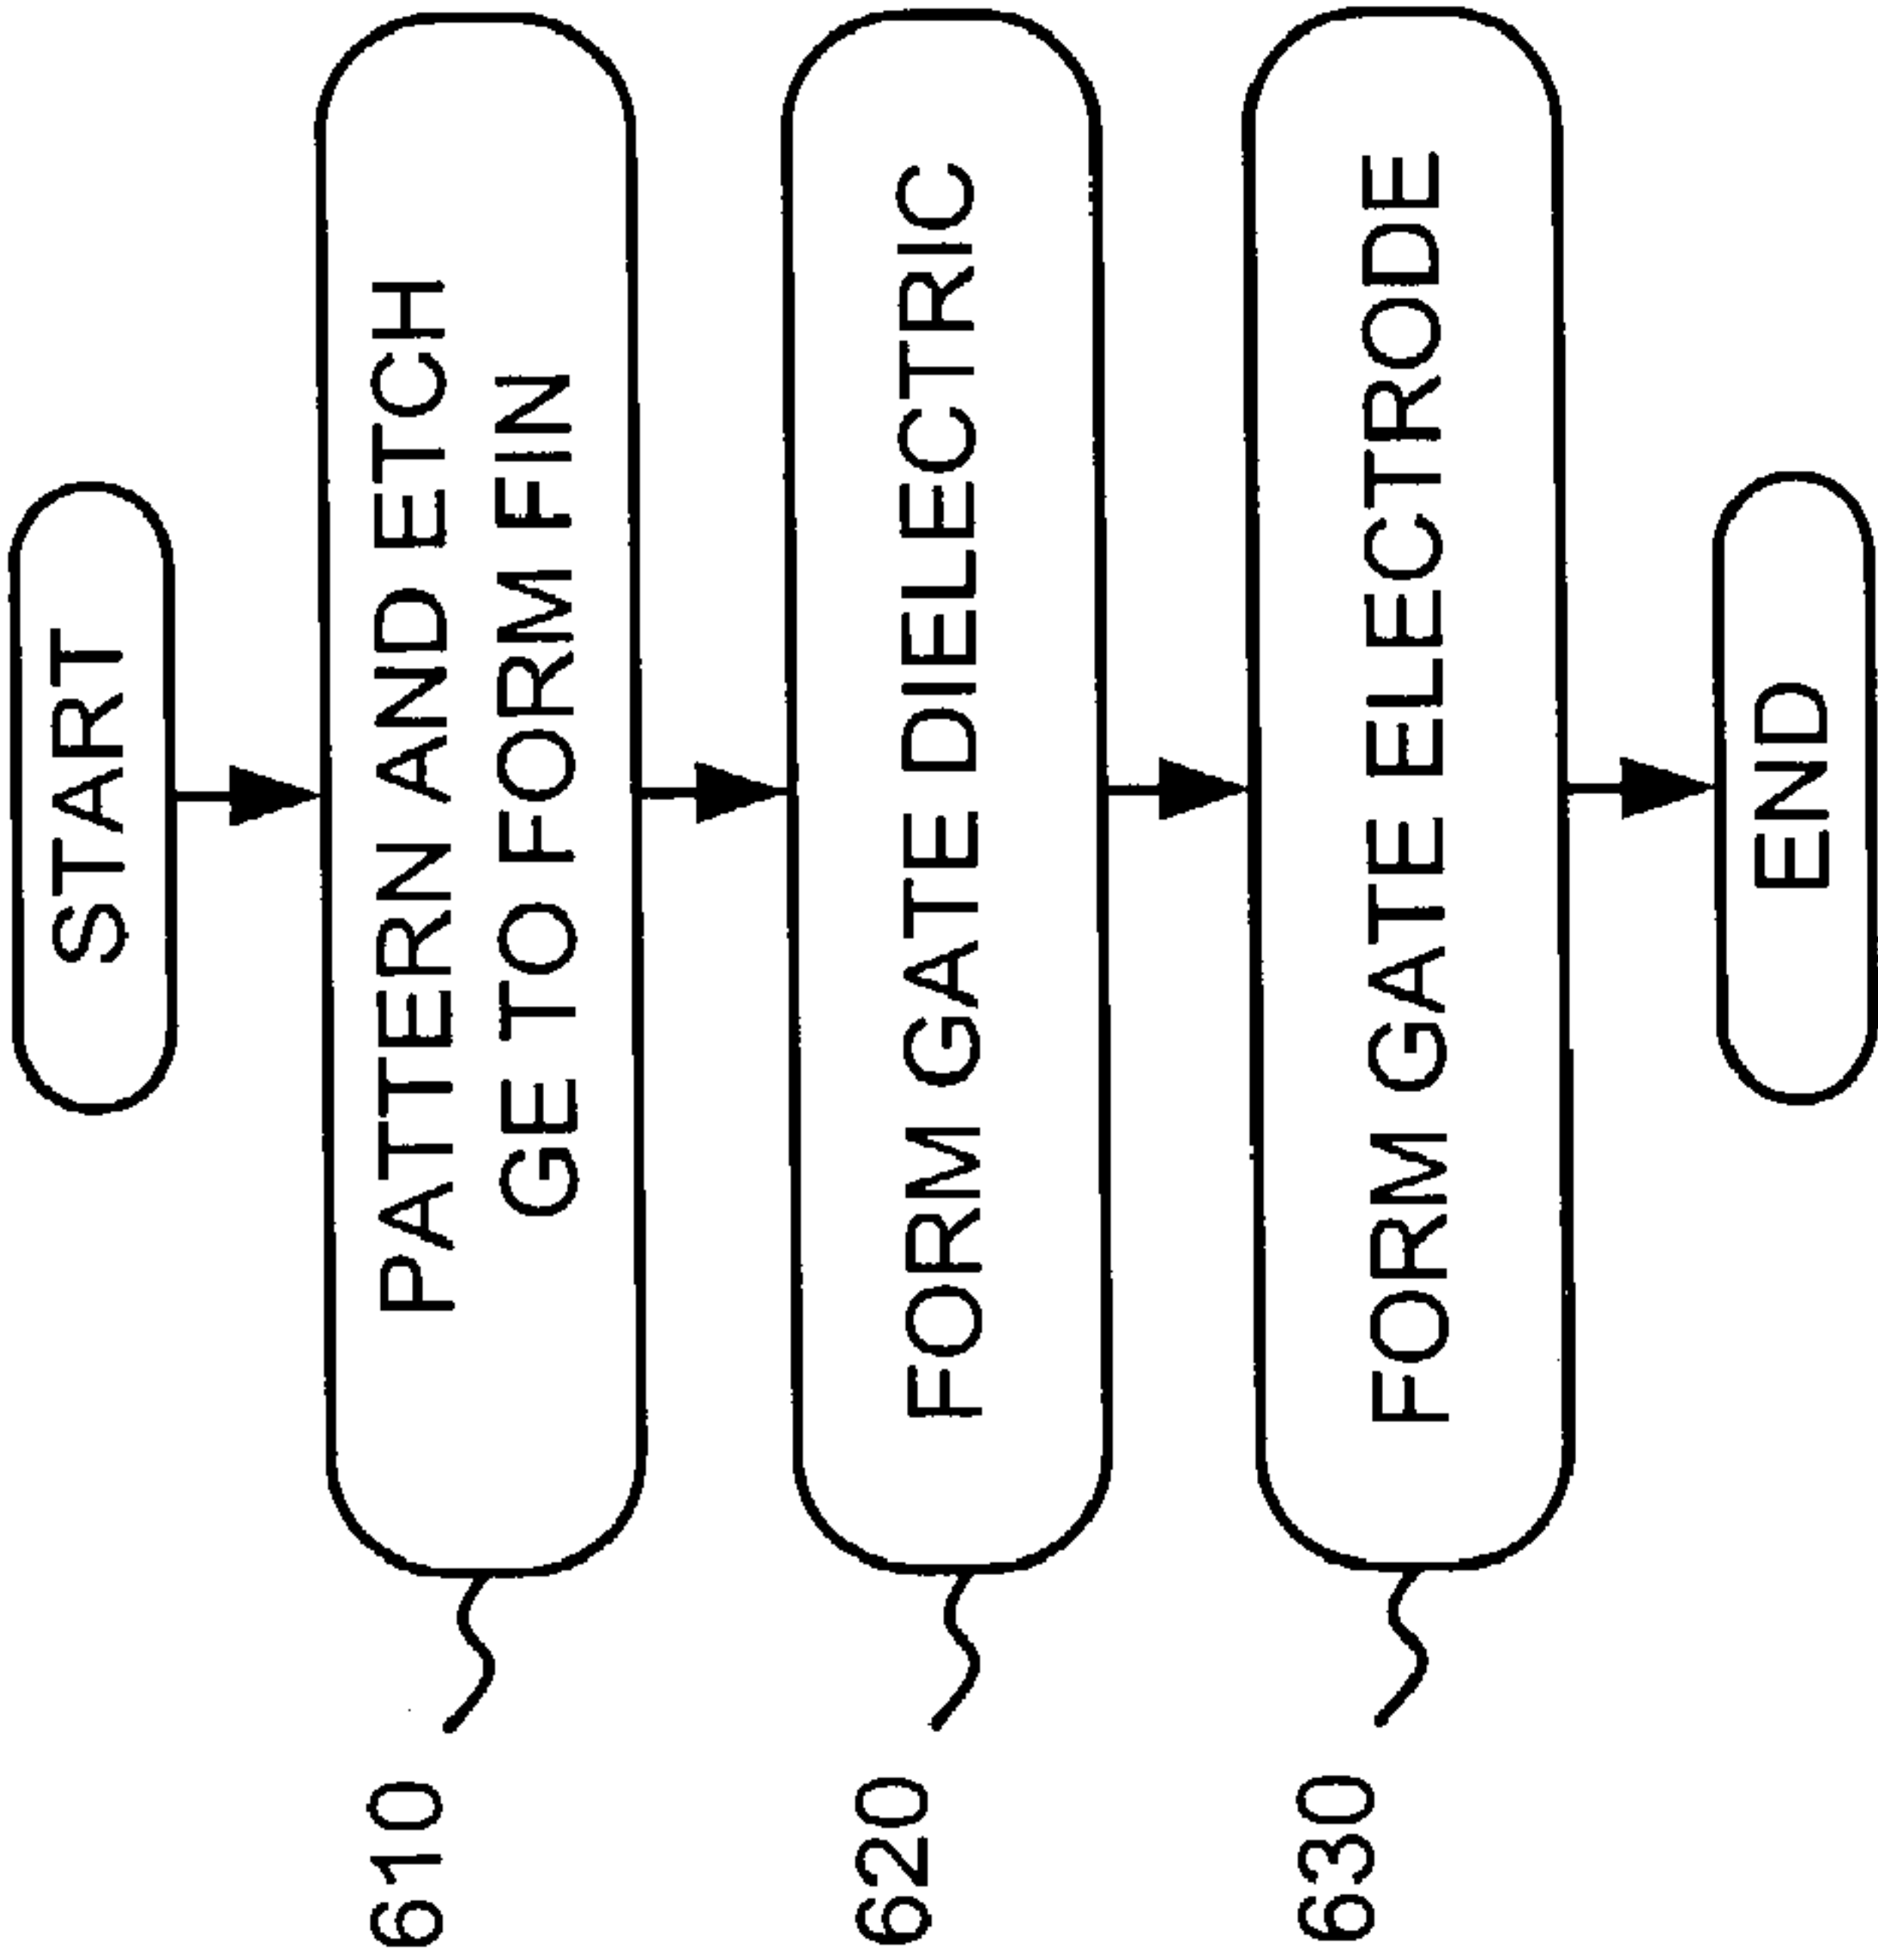 START
610
PATTERN AND ETCH
GE TO FORM FIN
620
FORM GATE DIELECTRIC
630
FORM GATE ELECTRODE
END